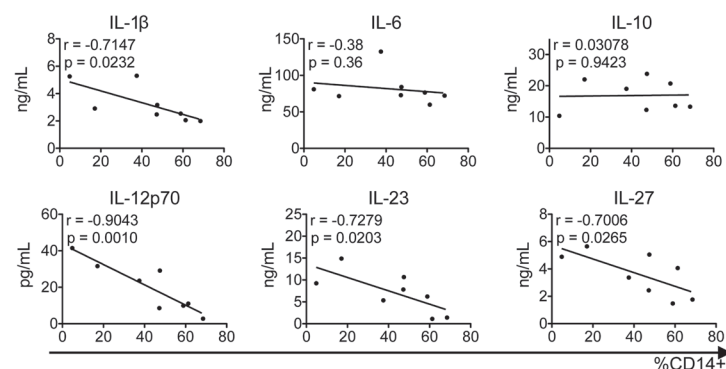 IL-1β
r = -0.7147
p = 0.0232
ng/mL
8
6
4
2
0
0 20 40 60 80
IL-6
r = -0.38
p = 0.36
ng/mL
150
100
50
0
0 20 40 60 80
IL-10
r = 0.03078
p = 0.9423
ng/mL
30
20
10
0
0 20 40 60 80
IL-12p70
r = -0.9043
p = 0.0010
pg/mL
60
40
20
0
0 20 40 60 80
IL-23
r = -0.7279
p = 0.0203
ng/mL
25
20
15
10
5
0
0 20 40 60 80
IL-27
r = -0.7006
p = 0.0265
ng/mL
8
6
4
2
0
0 20 40 60 80
%CD14+